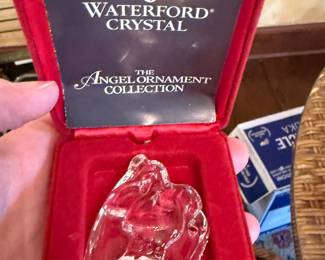 WATERFORD®
CRYSTAL
THE
ANGEL ORNAMENT
COLLECTION